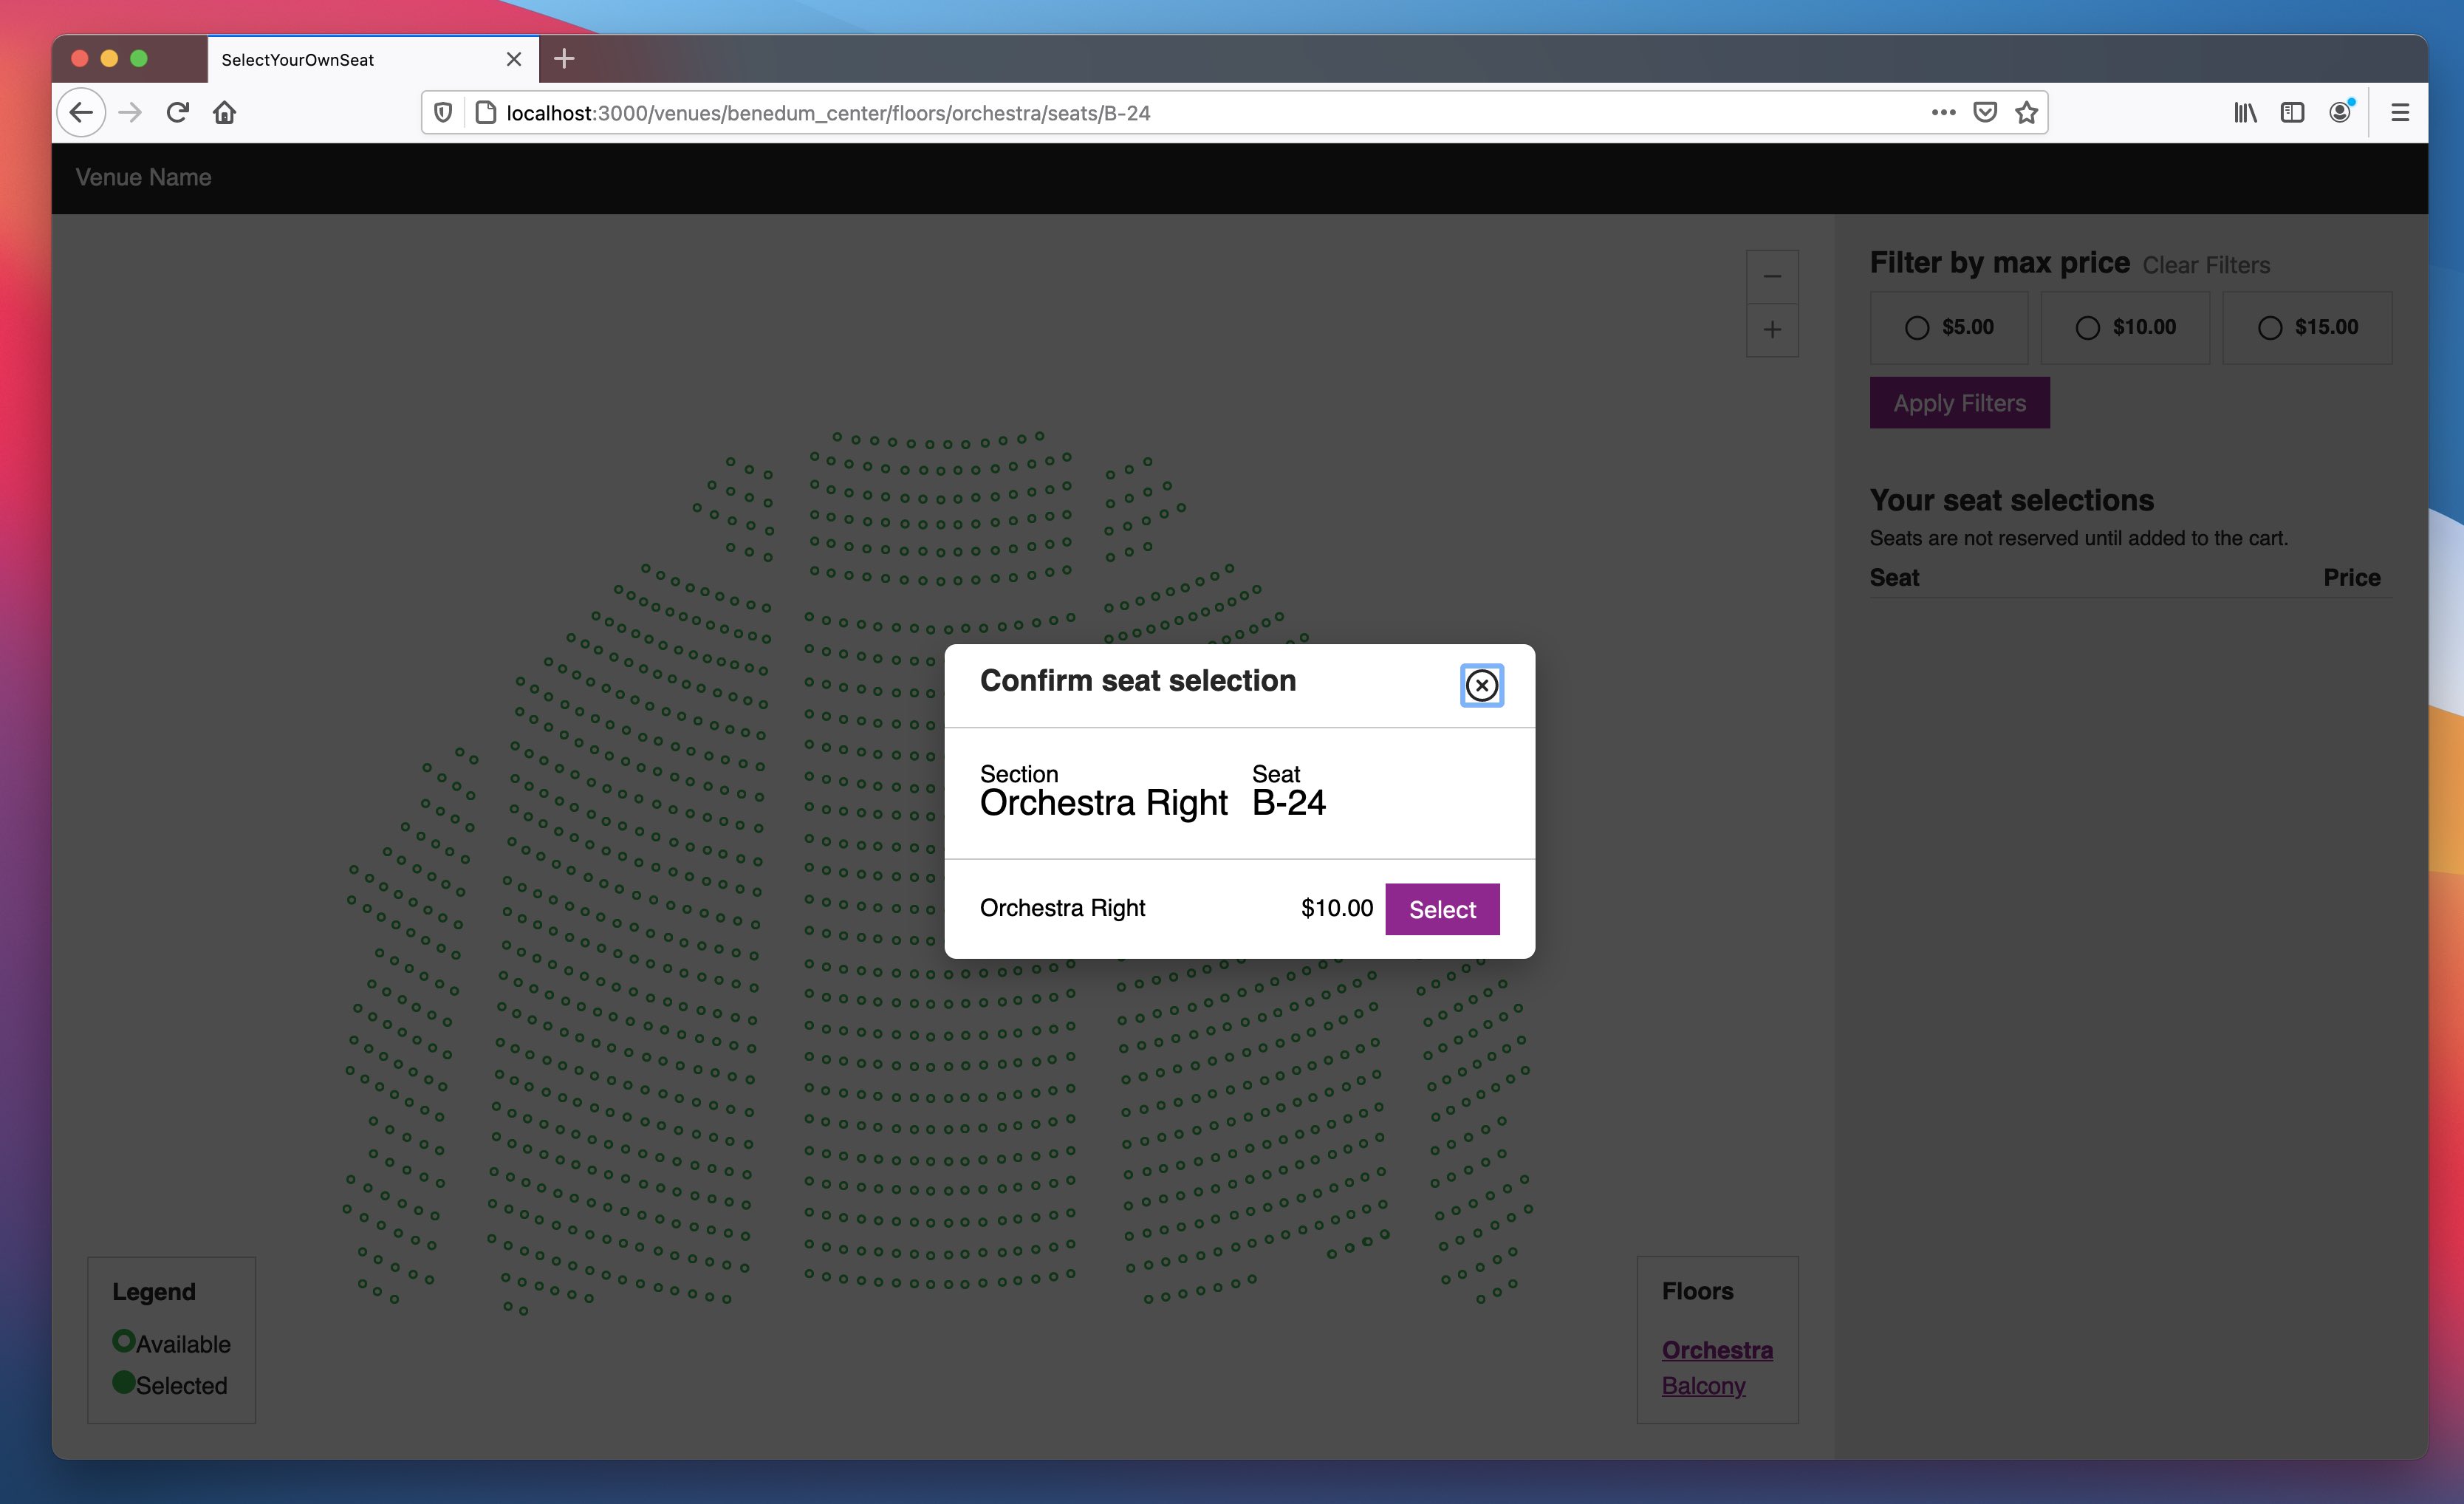 SelectYourOwnSeat
localhost:3000/venues/benedum_center/floors/orchestra/seats/B-24
Venue Name
Filter by max price Clear Filters
$5.00 $10.00 $15.00
Apply Filters
Your seat selections
Seats are not reserved until added to the cart.
Seat Price
Confirm seat selection
Section Seat
Orchestra Right B-24
Orchestra Right $10.00 Select
Legend
Available
Selected
Floors
Orchestra
Balcony